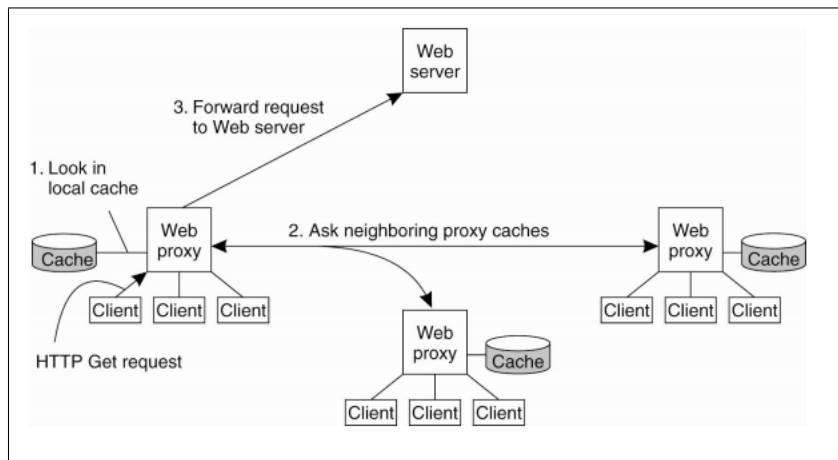 Web
server
3. Forward request
to Web server
1. Look in
local cache
Web
proxy
2. Ask neighboring proxy caches
Web
proxy
Cache
Cache
Client
Client
Client
Client
Client
Client
HTTP Get request
Web
proxy
Cache
Client
Client
Client